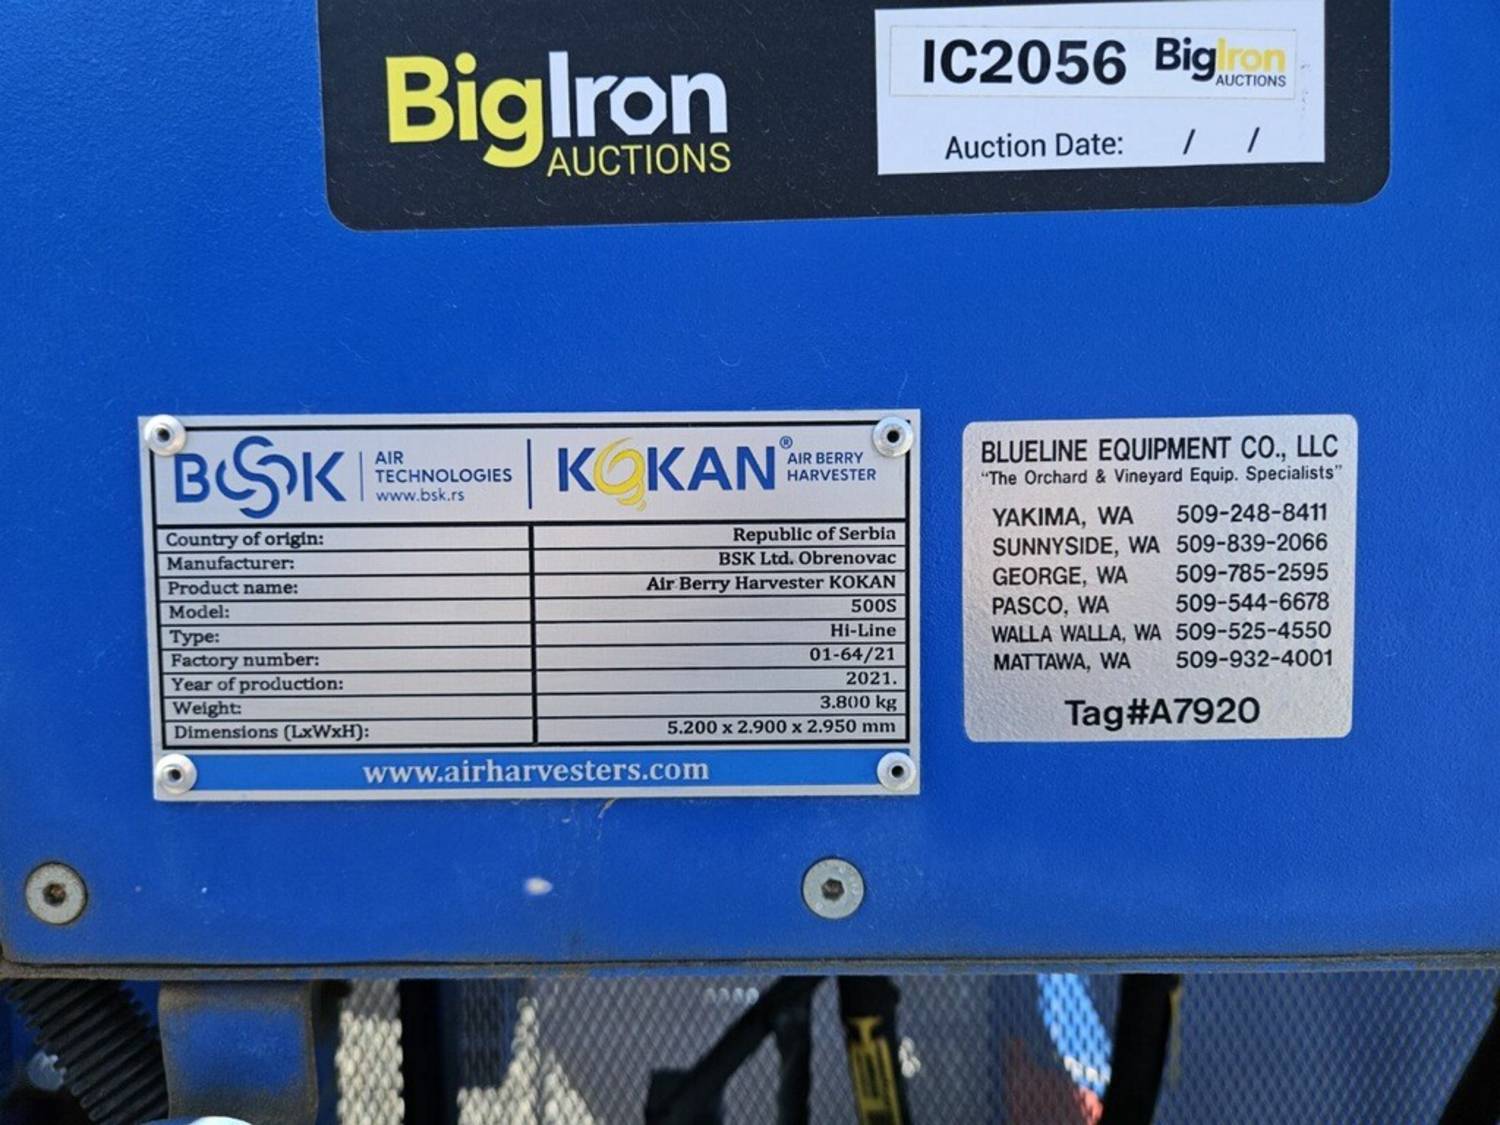 BigIron
AUCTIONS
IC2056 BigIron
AUCTIONS
Auction Date: / /
BSK AIR
TECHNOLOGIES
www.bsk.rs
KOKAN® AIR BERRY
HARVESTER
Country of origin: Republic of Serbia
Manufacturer: BSK Ltd. Obrenovac
Product name: Air Berry Harvester KOKAN
Model: 500S
Type: Hi-Line
Factory number: 01-64/21
Year of production: 2021.
Weight: 3.800 kg
Dimensions (LxWxH): 5.200 x 2.900 x 2.950 mm
www.airharvesters.com
BLUELINE EQUIPMENT CO., LLC
"The Orchard & Vineyard Equip. Specialists"
YAKIMA, WA 509-248-8411
SUNNYSIDE, WA 509-839-2066
GEORGE, WA 509-785-2595
PASCO, WA 509-544-6678
WALLA WALLA, WA 509-525-4550
MATTAWA, WA 509-932-4001
Tag#A7920